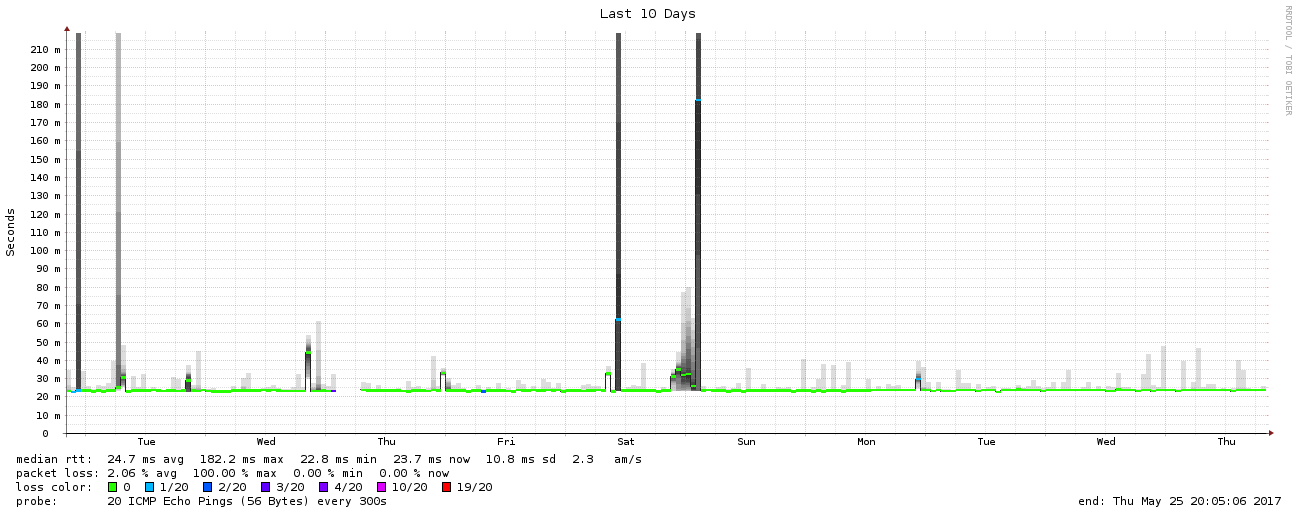 Last 10 Days
RRDTOOL / TOBI OETIKER
Seconds
210 m
200 m
190 m
180 m
170 m
160 m
150 m
140 m
130 m
120 m
110 m
100 m
90 m
80 m
70 m
60 m
50 m
40 m
30 m
20 m
10 m
0
Tue Wed Thu Fri Sat Sun Mon Tue Wed Thu
median rtt: 24.7 ms avg 182.2 ms max 22.8 ms min 23.7 ms now 10.8 ms sd 2.3 am/s
packet loss: 2.06 % avg 100.00 % max 0.00 % min 0.00 % now
loss color: 0 1/20 2/20 3/20 4/20 10/20 19/20
probe: 20 ICMP Echo Pings (56 Bytes) every 300s end: Thu May 25 20:05:06 2017